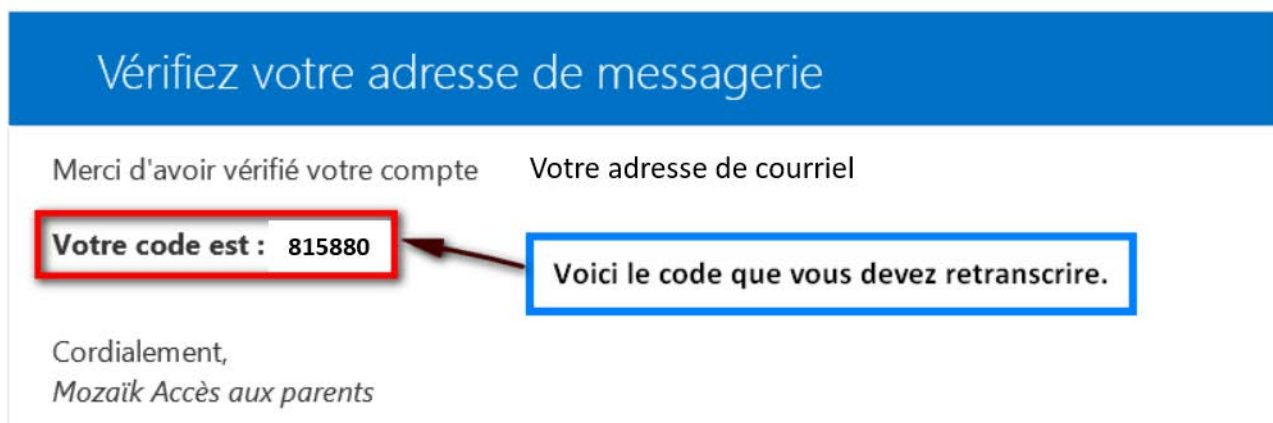 Vérifiez votre adresse de messagerie
Merci d'avoir vérifié votre compte Votre adresse de courriel
Votre code est : 815880
Voici le code que vous devez retranscrire.
Cordialement,
Mozaïk Accès aux parents